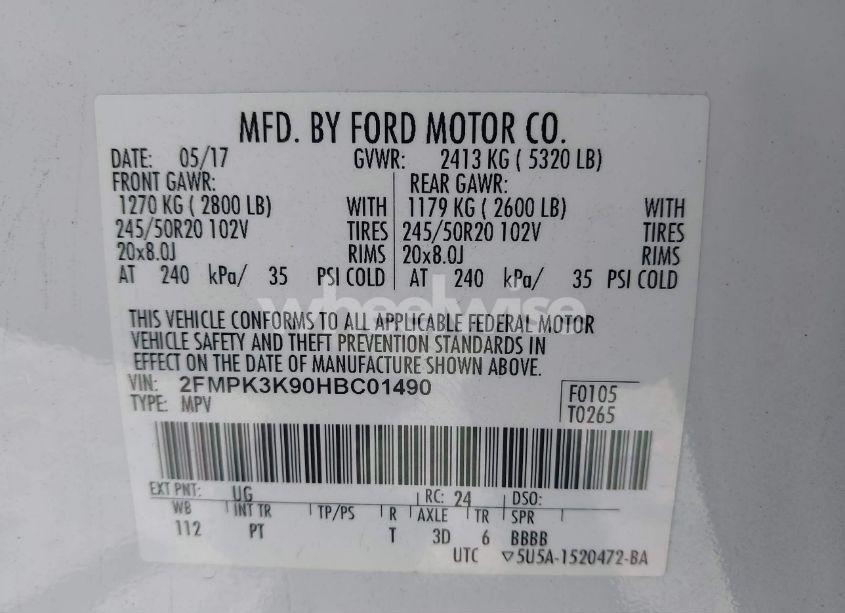 MFD. BY FORD MOTOR CO.
DATE: 05/17 GVWR: 2413 KG ( 5320 LB)
FRONT GAWR: REAR GAWR:
1270 KG ( 2800 LB) WITH 1179 KG ( 2600 LB) WITH
245/50R20 102V TIRES 245/50R20 102V TIRES
20x8.0J RIMS 20x8.0J RIMS
AT 240 kPa/ 35 PSI COLD AT 240 kPa/ 35 PSI COLD
wheelwise
THIS VEHICLE CONFORMS TO ALL APPLICABLE FEDERAL MOTOR
VEHICLE SAFETY AND THEFT PREVENTION STANDARDS IN
EFFECT ON THE DATE OF MANUFACTURE SHOWN ABOVE.
VIN: 2FMPK3K90HBC01490 F0105
TYPE: MPV T0265
EXT PNT: UG RC: 24 DSO:
WB INT TR TP/PS R AXLE TR SPR
112 PT T 3D 6 BBBB
UTC ▽5U5A-1520472-BA